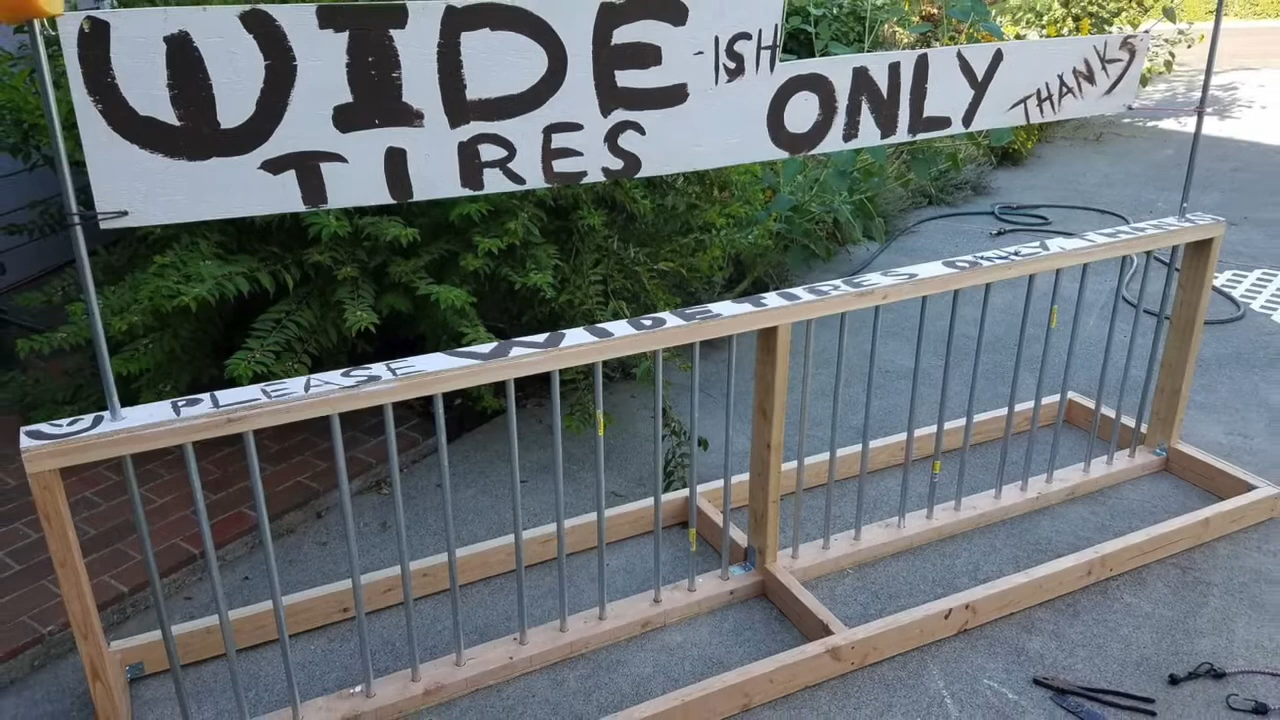 WIDE-ISH ONLY THANKS
TIRES
PLEASE WIDE TIRES ONLY, THANKS